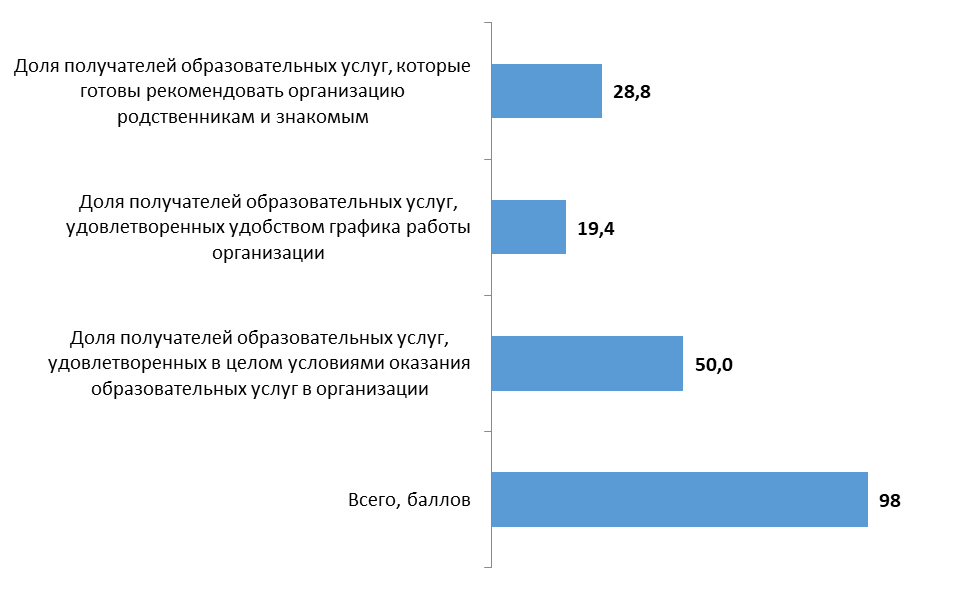 Доля получателей образовательных услуг, которые
готовы рекомендовать организацию
родственникам и знакомым
28,8
Доля получателей образовательных услуг,
удовлетворенных удобством графика работы
организации
19,4
Доля получателей образовательных услуг,
удовлетворенных в целом условиями оказания
образовательных услуг в организации
50,0
Всего, баллов
98